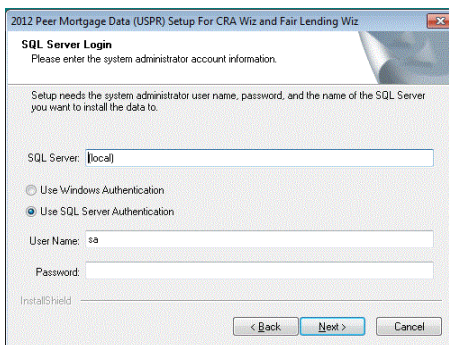 2012 Peer Mortgage Data (USPR) Setup For CRA Wiz and Fair Lending Wiz
SQL Server Login
Please enter the system administrator account information.
Setup needs the system administrator user name, password, and the name of the SQL Server
you want to install the data to.
SQL Server: (local)
Use Windows Authentication
Use SQL Server Authentication
User Name: sa
Password:
InstallShield
< Back Next > Cancel